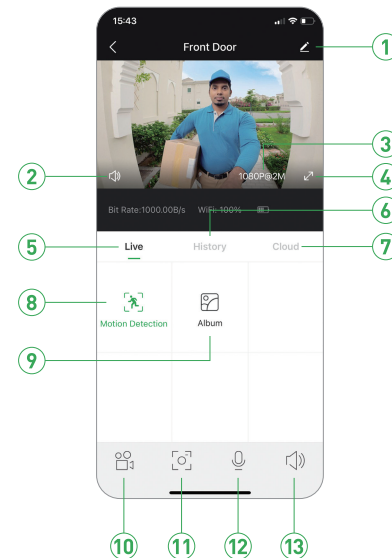 15:43
Front Door
1
3
2
1080P@2M
4
6
Bit Rate:1000.00B/s WiFi: 100%
5
Live
History
Cloud
7
8
Motion Detection
Album
9
10
11
12
13